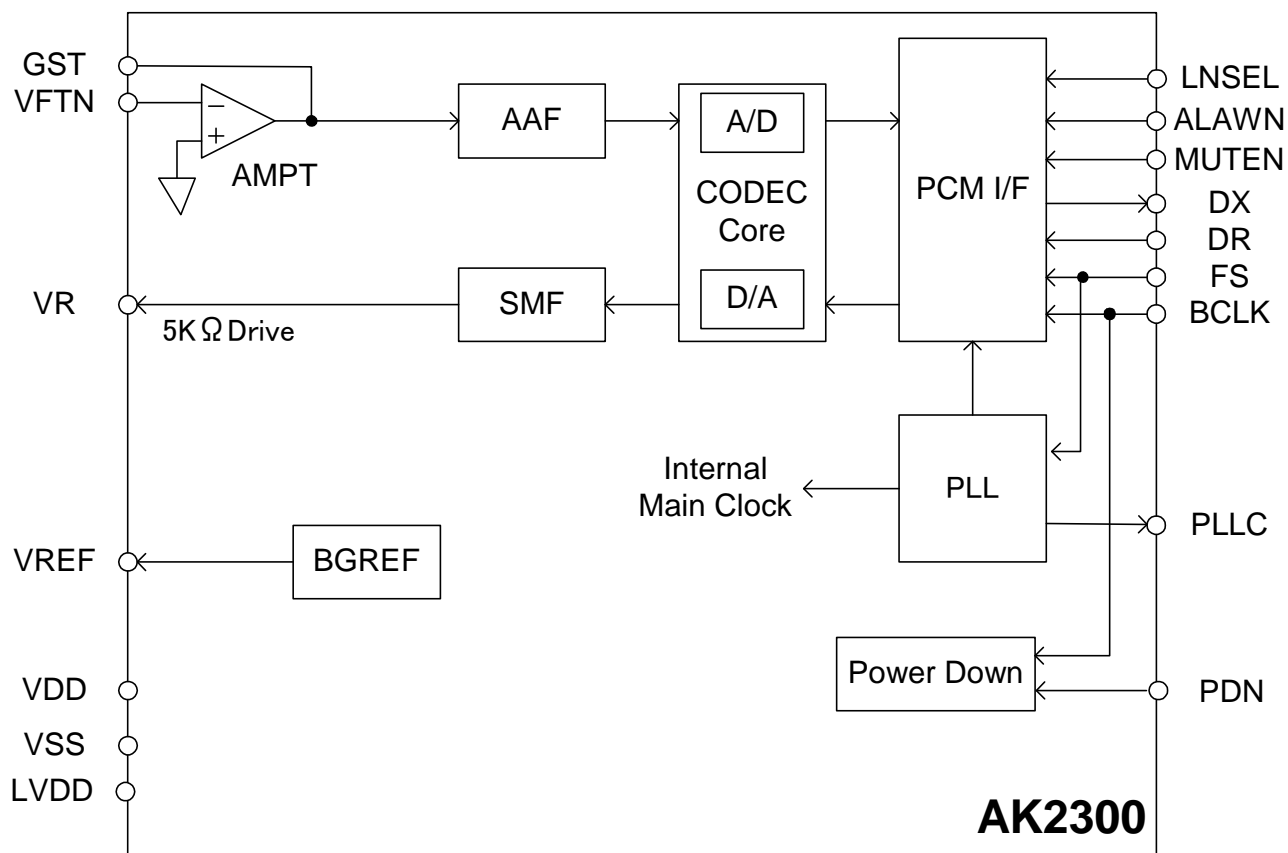 GST
VFTN
−
+
AMPT
AAF
A/D
CODEC
Core
D/A
PCM I/F
LNSEL
ALAWN
MUTEN
DX
DR
FS
BCLK
VR
5KΩDrive
SMF
Internal
Main Clock
PLL
PLLC
VREF
BGREF
Power Down
PDN
VDD
VSS
LVDD
AK2300